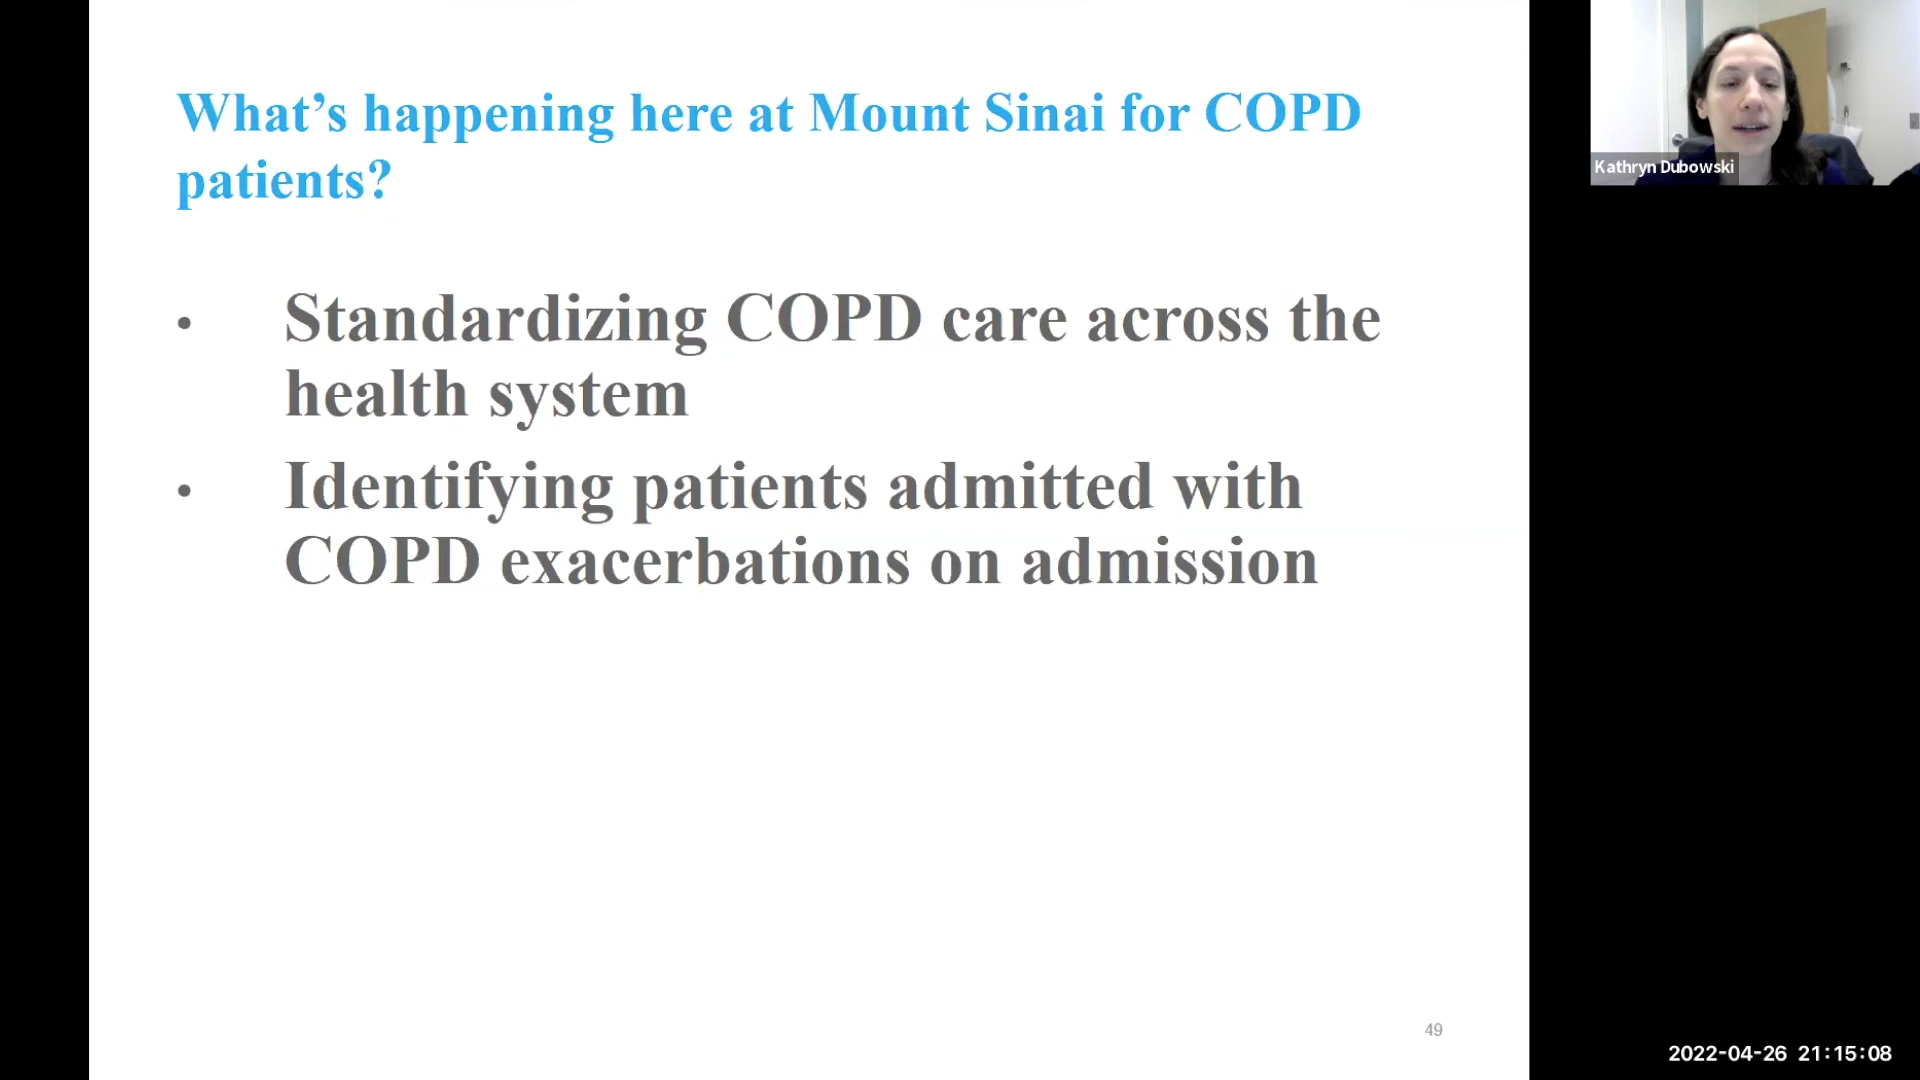 What’s happening here at Mount Sinai for COPD
patients?
• Standardizing COPD care across the
health system
• Identifying patients admitted with
COPD exacerbations on admission
49
Kathryn Dubowski
2022-04-26 21:15:08